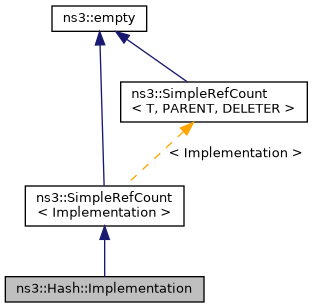 ns3::empty
ns3::SimpleRefCount
< T, PARENT, DELETER >
< Implementation >
ns3::SimpleRefCount
< Implementation >
ns3::Hash::Implementation